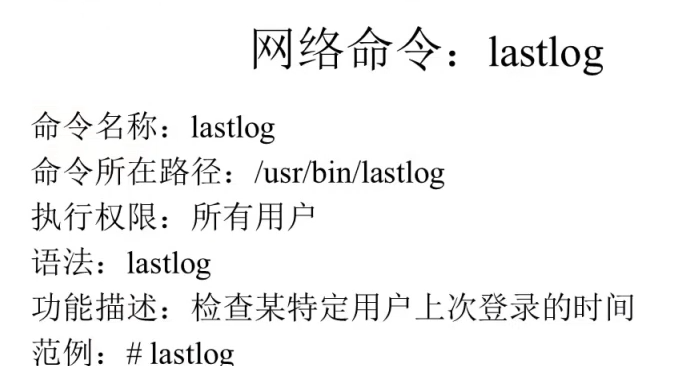 网络命令：lastlog
命令名称：lastlog
命令所在路径：/usr/bin/lastlog
执行权限：所有用户
语法：lastlog
功能描述：检查某特定用户上次登录的时间
范例：# lastlog